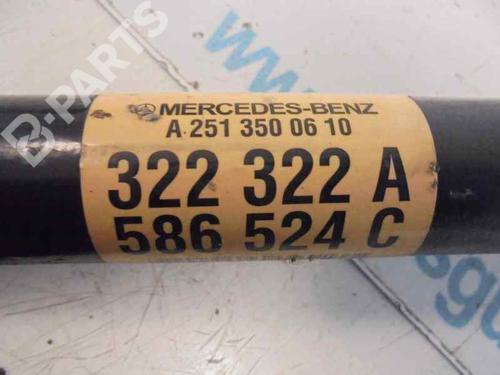 B-PARTS
MERCEDES-BENZ
A 251 350 06 10
322 322 A
586 524 C